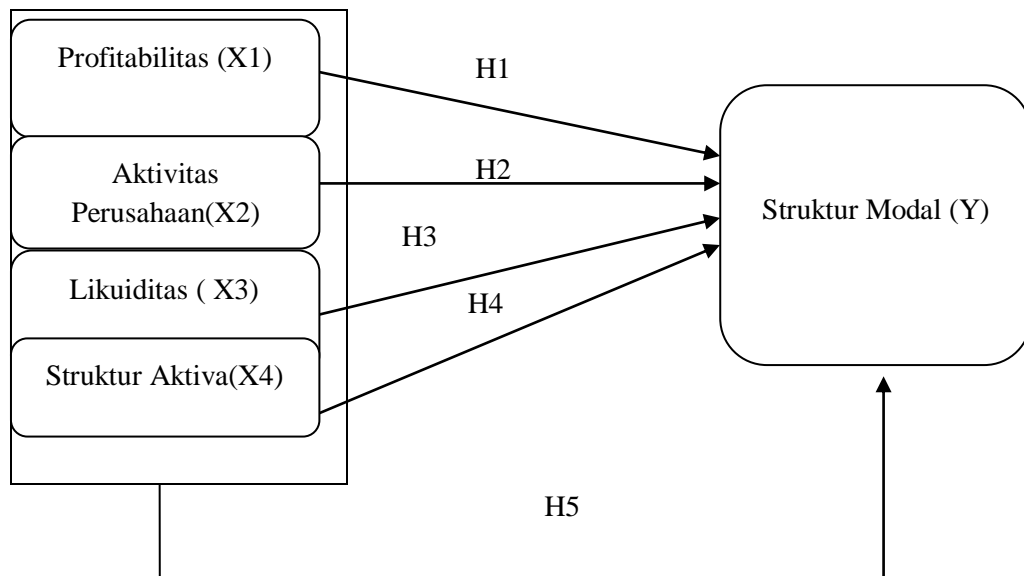 Profitabilitas (X1)
H1
Aktivitas
Perusahaan(X2)
H2
Struktur Modal (Y)
H3
Likuiditas ( X3)
H4
Struktur Aktiva(X4)
H5